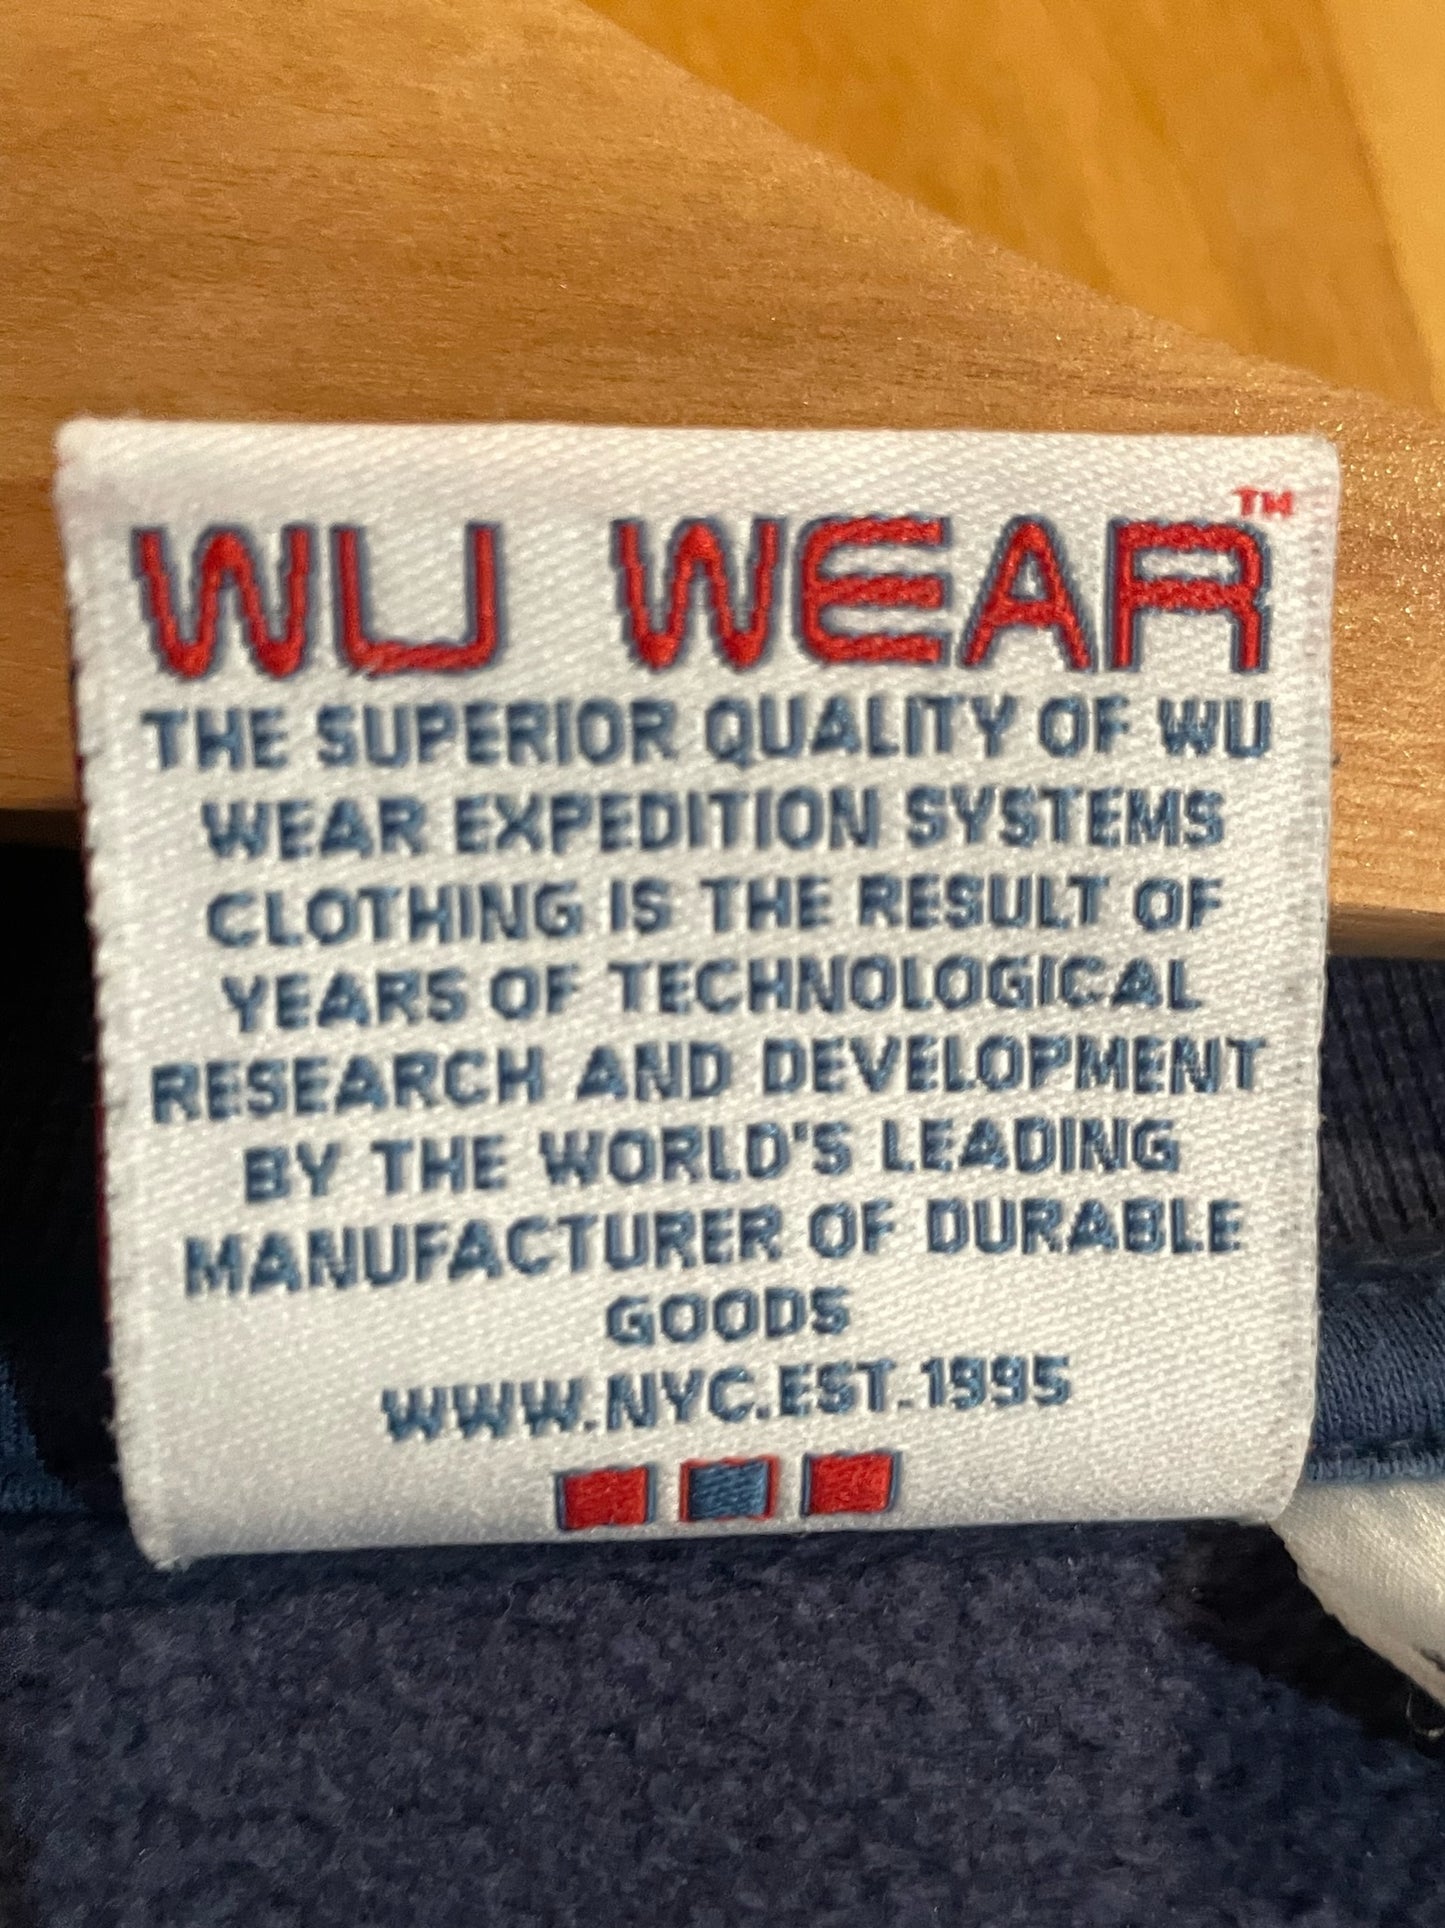 WU WEAR™
THE SUPERIOR QUALITY OF WU
WEAR EXPEDITION SYSTEMS
CLOTHING IS THE RESULT OF
YEARS OF TECHNOLOGICAL
RESEARCH AND DEVELOPMENT
BY THE WORLD'S LEADING
MANUFACTURER OF DURABLE
GOODS
WWW.NYC.EST.1995